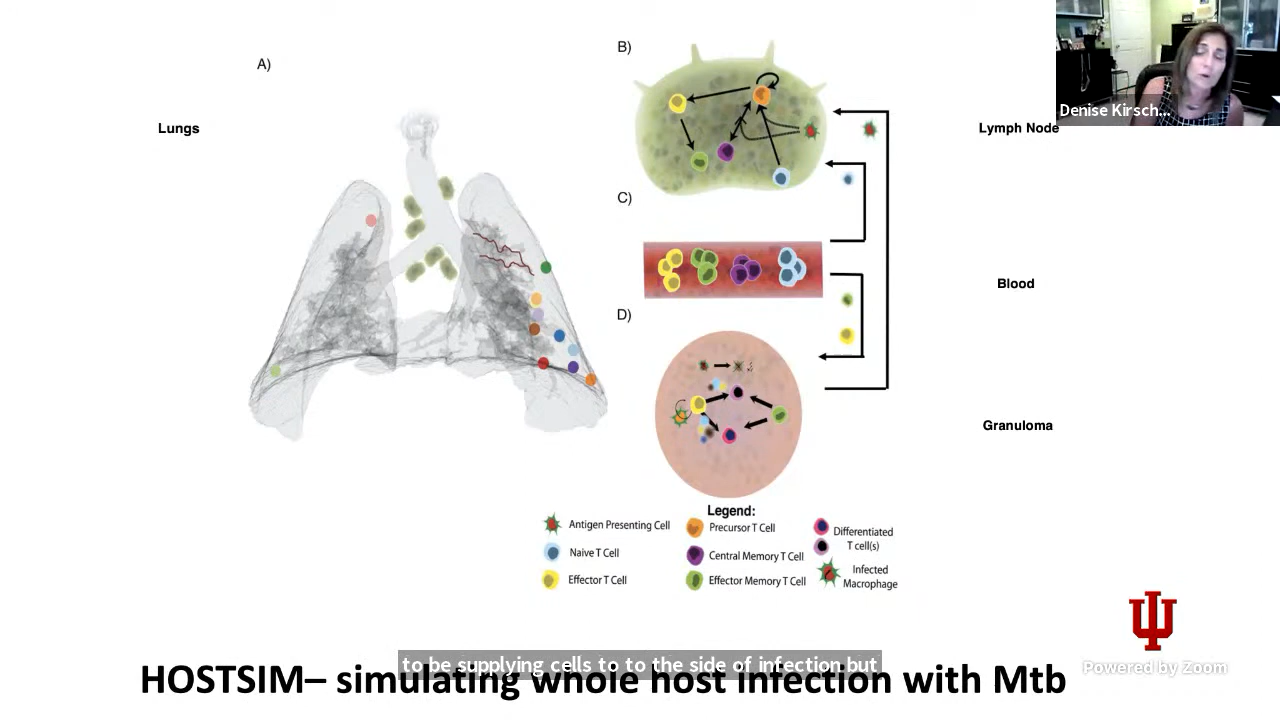 A)
Lungs
B)
Denise Kirsch...
Lymph Node
C)
Blood
D)
Granuloma
Legend:
Antigen Presenting Cell
Precursor T Cell
Differentiated
T cell(s)
Naive T Cell
Central Memory T Cell
Effector T Cell
Effector Memory T Cell
Infected
Macrophage
to be supplying cells to to the side of infection but
HOSTSIM– simulating whole host infection with Mtb
Powered by Zoom